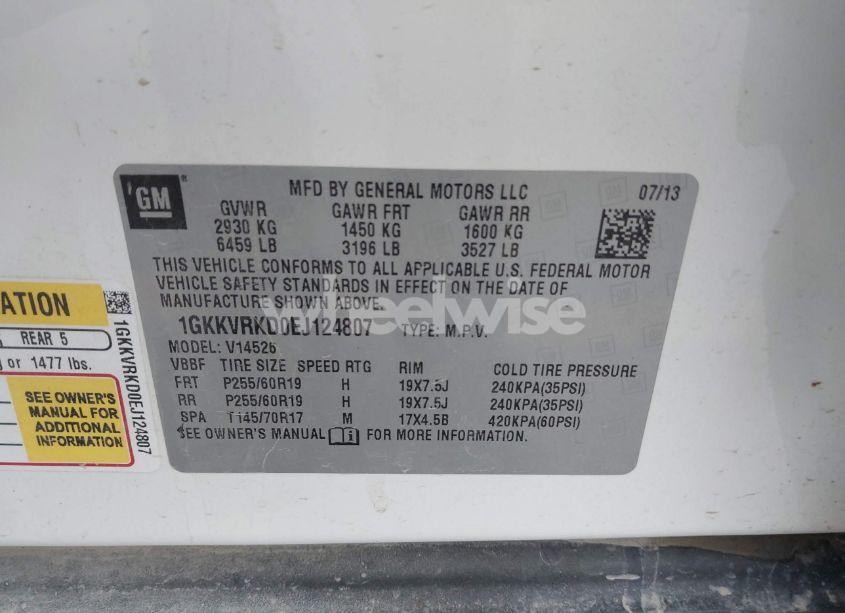 GM
MFD BY GENERAL MOTORS LLC 07/13
GVWR GAWR FRT GAWR RR
2930 KG 1450 KG 1600 KG
6459 LB 3196 LB 3527 LB
THIS VEHICLE CONFORMS TO ALL APPLICABLE U.S. FEDERAL MOTOR
VEHICLE SAFETY STANDARDS IN EFFECT ON THE DATE OF
MANUFACTURE SHOWN ABOVE.
1GKKVRKD0EJ124807 TYPE: M.P.V.
MODEL: V14526
VBBF TIRE SIZE SPEED RTG RIM COLD TIRE PRESSURE
FRT P255/60R19 H 19X7.5J 240KPA(35PSI)
RR P255/60R19 H 19X7.5J 240KPA(35PSI)
SPA T145/70R17 M 17X4.5B 420KPA(60PSI)
SEE OWNER'S MANUAL FOR MORE INFORMATION.
wheelwise
REAR 5
or 1477 lbs.
SEE OWNER'S
MANUAL FOR
ADDITIONAL
INFORMATION
1GKKVRKD0EJ124807